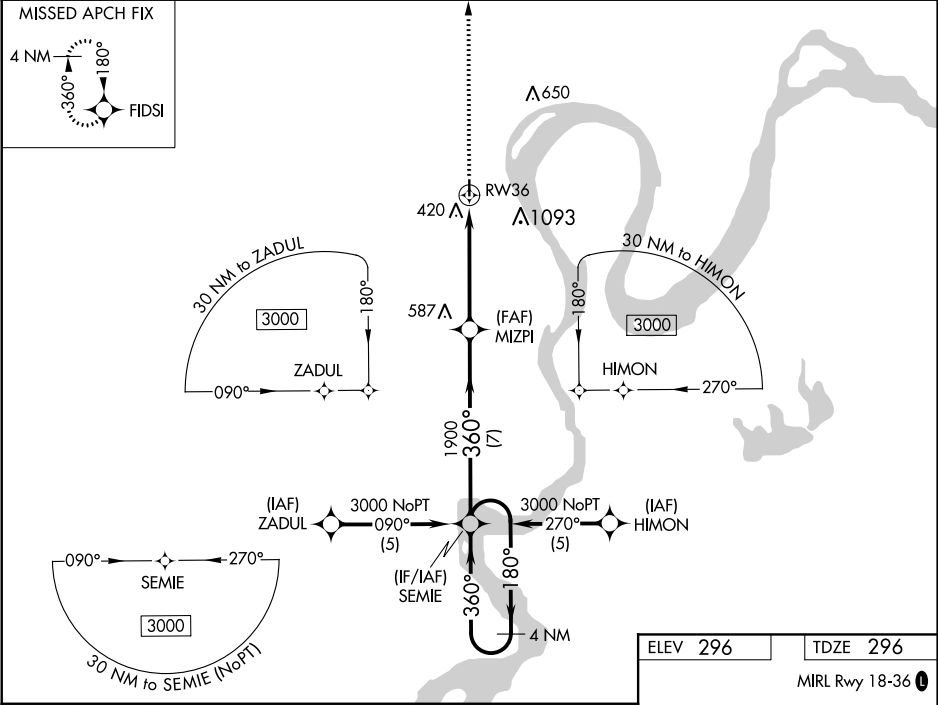 MISSED APCH FIX
4 NM
180°
360°
FIDSI
650
RW36
420
1093
30 NM to ZADUL
180°
3000
ZADUL
090°
587
(FAF)
MIZPI
30 NM to HIMON
180°
3000
HIMON
270°
1900
360°
(7)
(IAF)
ZADUL
3000 NoPT
090°
(5)
3000 NoPT
270°
(5)
(IAF)
HIMON
(IF/IAF)
SEMIE
360°
180°
4 NM
090°
270°
SEMIE
3000
30 NM to SEMIE (NoPT)
ELEV 296
TDZE 296
MIRL Rwy 18-36 L